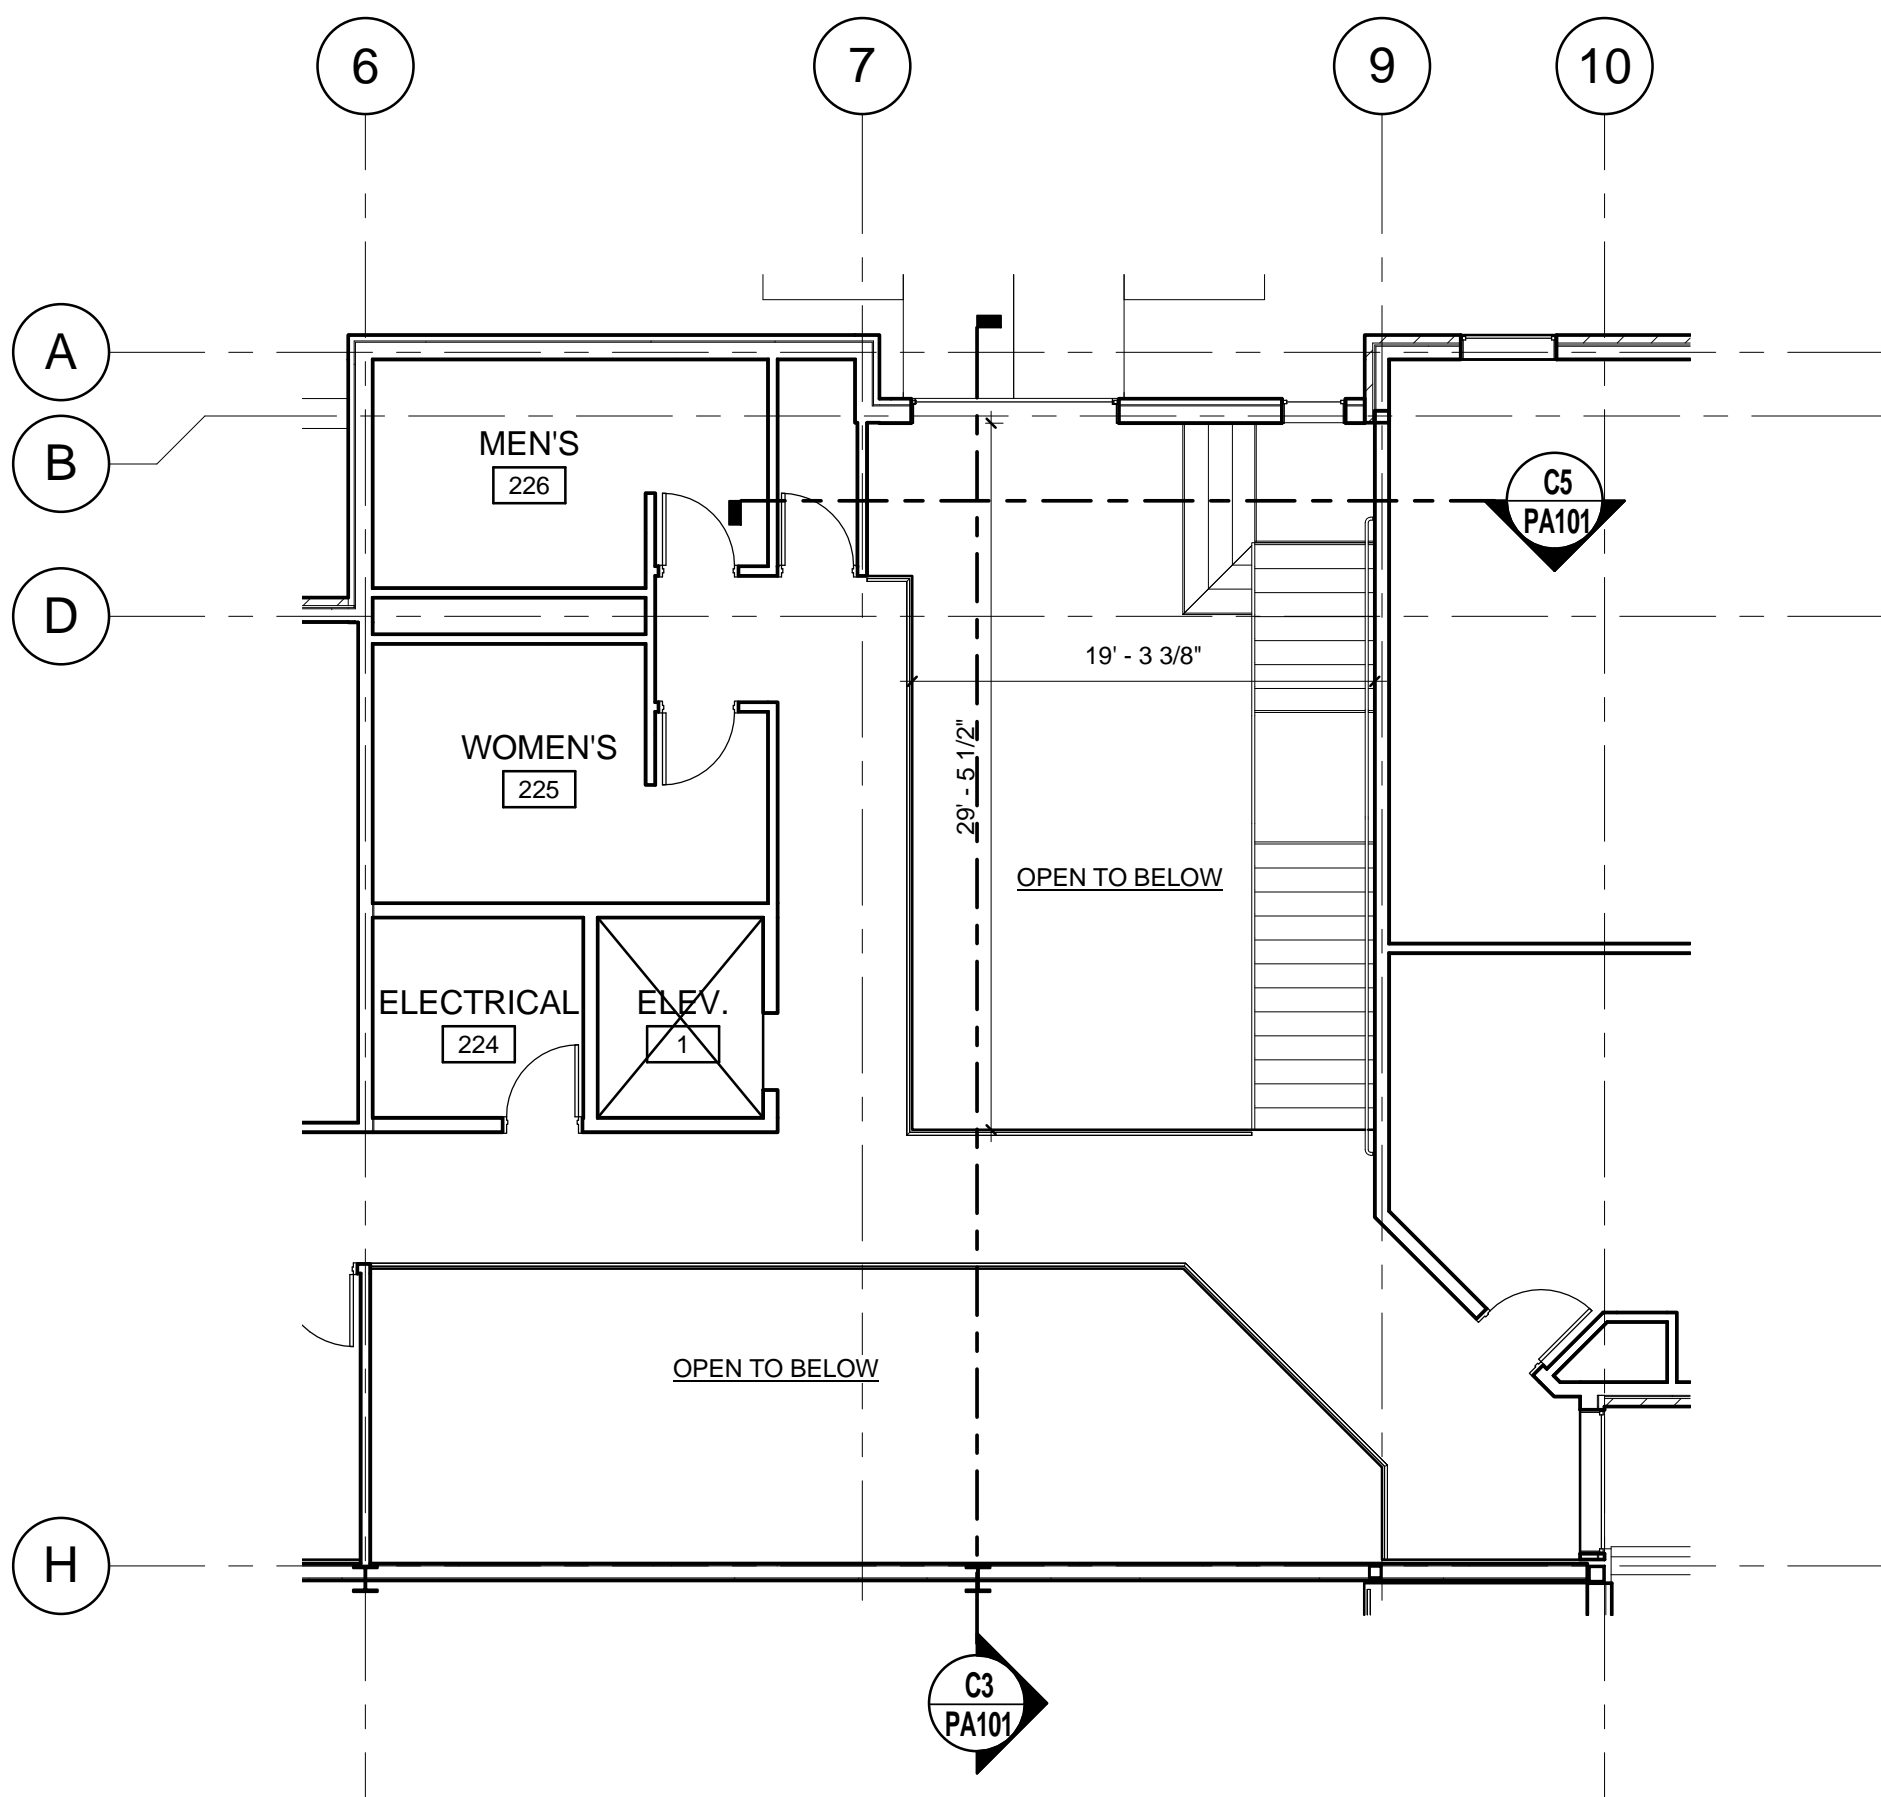 6
7
9
10
A
B
MEN'S
226
C5
PA101
D
19' - 3 3/8"
WOMEN'S
225
29' - 5 1/2"
OPEN TO BELOW
ELECTRICAL
224
ELEV.
1
OPEN TO BELOW
H
C3
PA101